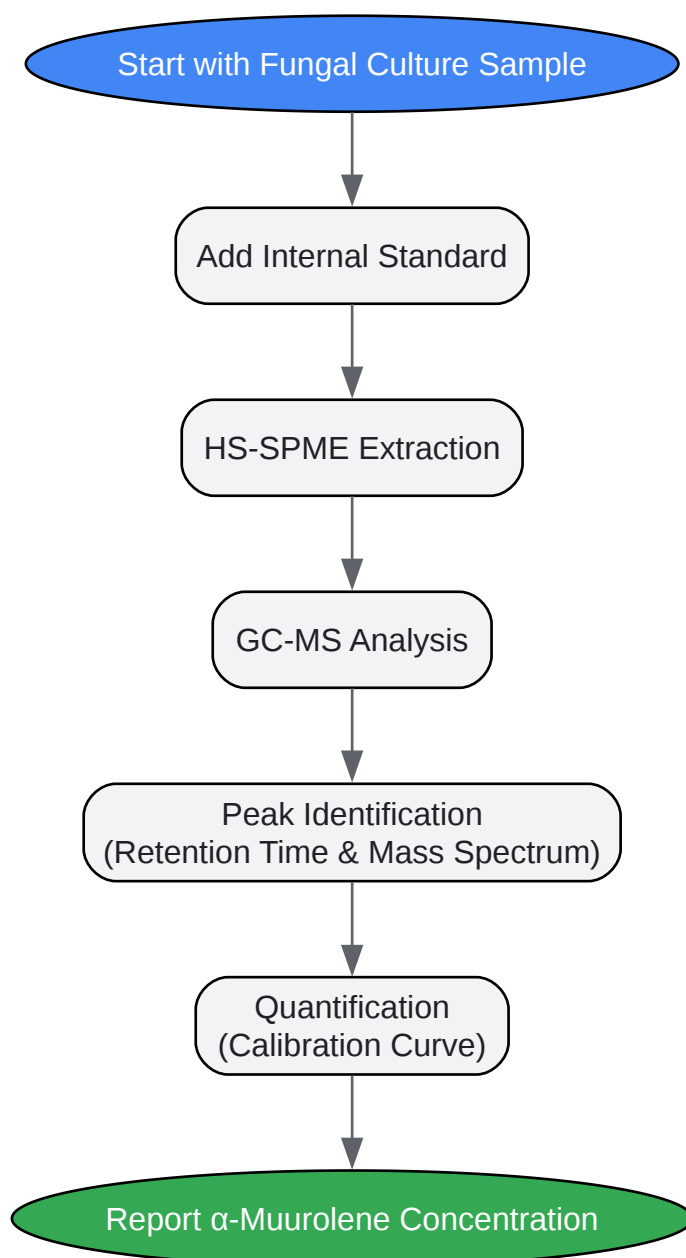 Start with Fungal Culture Sample
Add Internal Standard
HS-SPME Extraction
GC-MS Analysis
Peak Identification
(Retention Time & Mass Spectrum)
Quantification
(Calibration Curve)
Report α-Muurolene Concentration